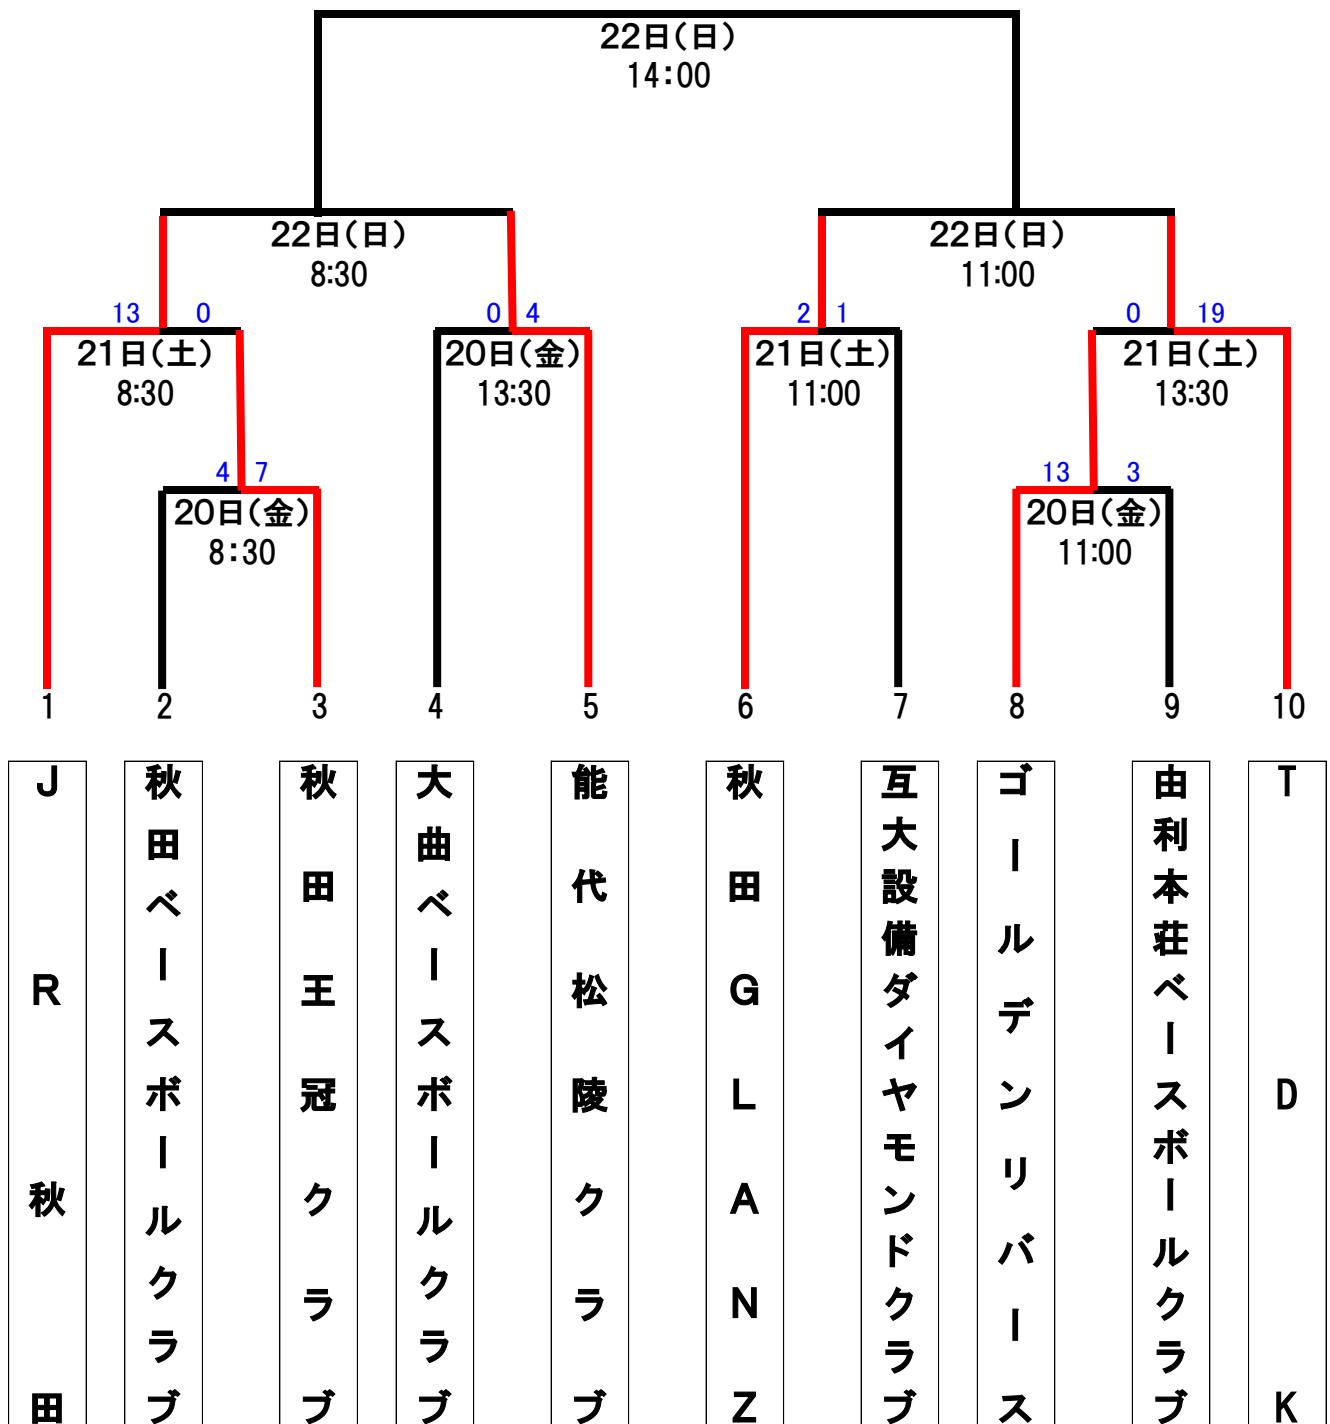 22日(日)
14:00
22日(日)
8:30
22日(日)
11:00
13 0
0 4
2 1
0 19
21日(土)
8:30
20日(金)
13:30
21日(土)
11:00
21日(土)
13:30
4 7
13 3
20日(金)
8:30
20日(金)
11:00
1 2 3 4 5 6 7 8 9 10
JR秋田
秋田ベースボールクラブ
秋田王冠クラブ
大曲ベースボールクラブ
能代松陵クラブ
秋田GLANZ
互大設備ダイヤモンドクラブ
ゴールデンリバース
由利本荘ベースボールクラブ
TDK